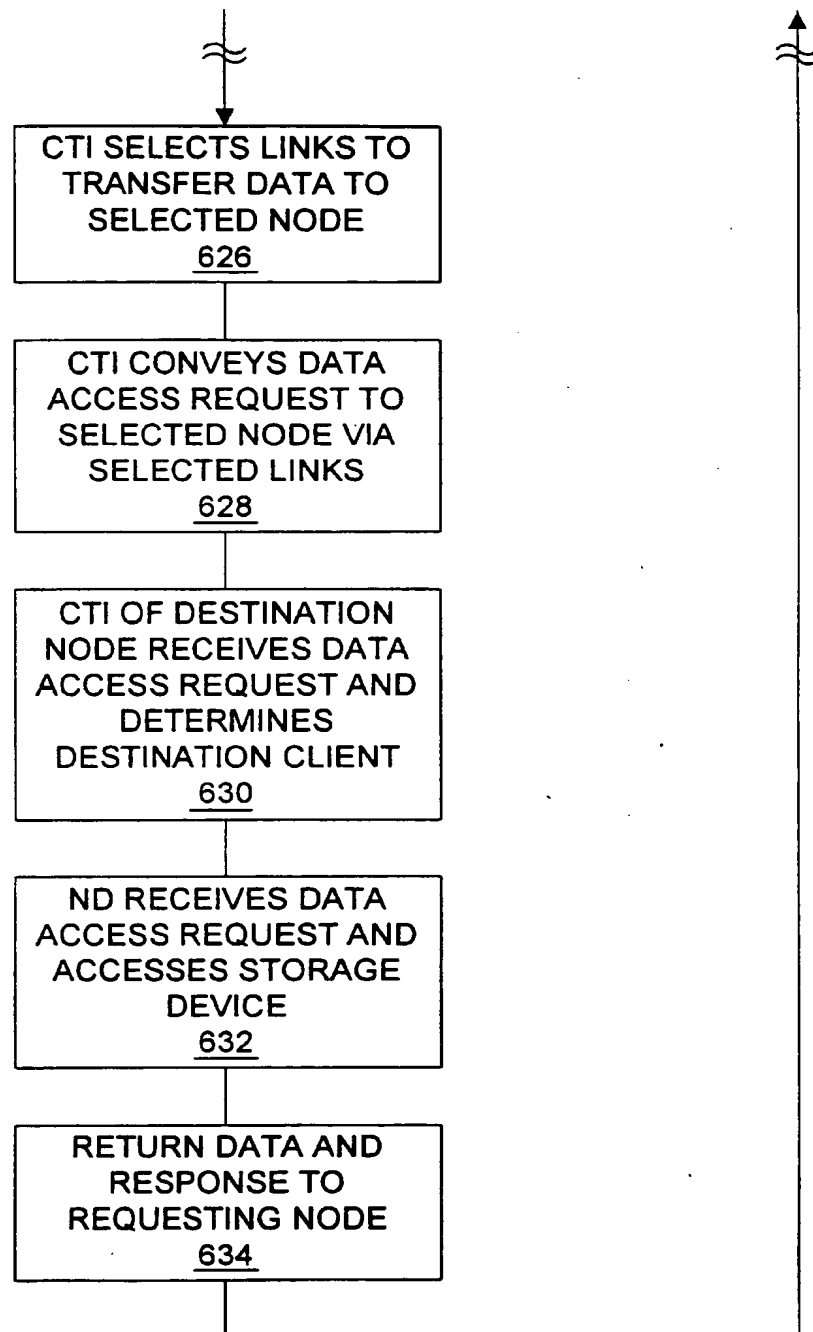 CTI SELECTS LINKS TO
TRANSFER DATA TO
SELECTED NODE
626
CTI CONVEYS DATA
ACCESS REQUEST TO
SELECTED NODE VIA
SELECTED LINKS
628
CTI OF DESTINATION
NODE RECEIVES DATA
ACCESS REQUEST AND
DETERMINES
DESTINATION CLIENT
630
ND RECEIVES DATA
ACCESS REQUEST AND
ACCESSES STORAGE
DEVICE
632
RETURN DATA AND
RESPONSE TO
REQUESTING NODE
634